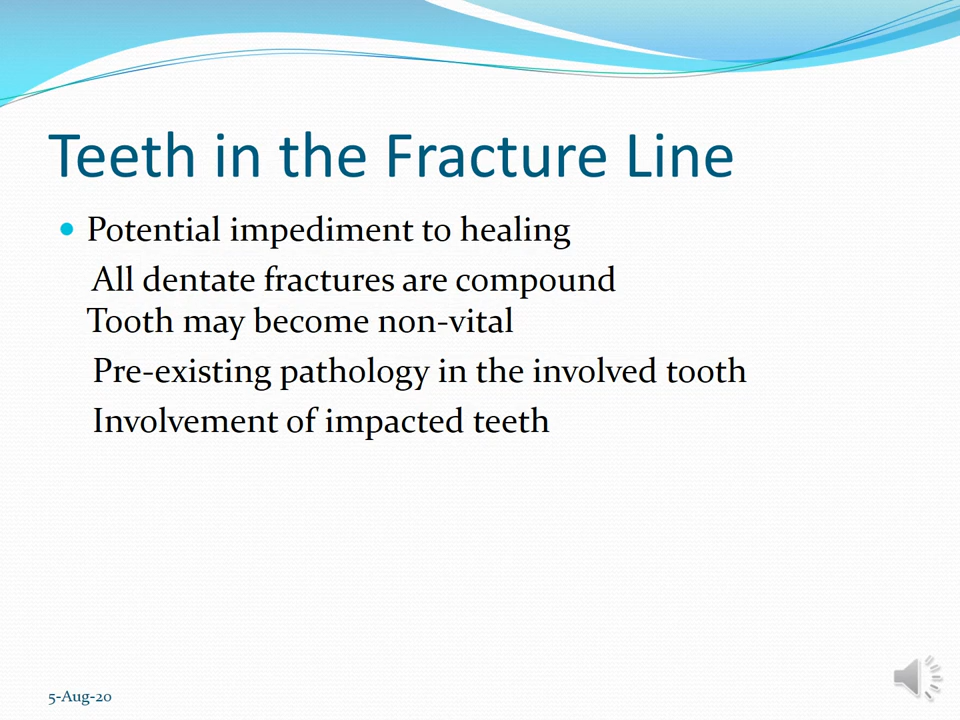 Teeth in the Fracture Line
Potential impediment to healing
All dentate fractures are compound
Tooth may become non-vital
Pre-existing pathology in the involved tooth
Involvement of impacted teeth
5-Aug-20